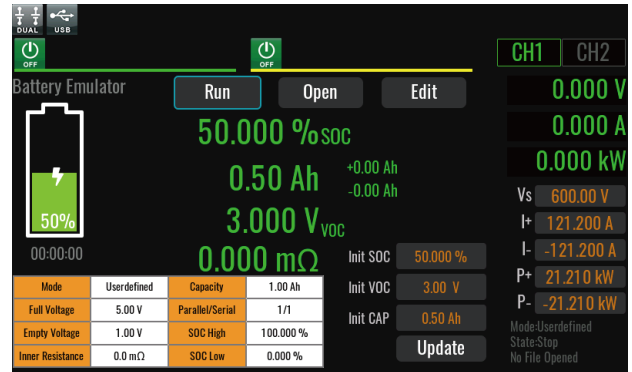 DUAL USB
OFF OFF
CH1 CH2
Battery Emulator
Run Open Edit
0.000 V
0.000 A
0.000 kW
50.000 % SOC
0.50 Ah +0.00 Ah
-0.00 Ah
3.000 V VOC
0.000 mΩ
50%
00:00:00
Init SOC 50.000 %
Init VOC 3.00 V
Init CAP 0.50 Ah
Update
Mode Userdefined Capacity 1.00 Ah
Full Voltage 5.00 V Parallel/Serial 1/1
Empty Voltage 1.00 V SOC High 100.000 %
Inner Resistance 0.0 mΩ SOC Low 0.000 %
Vs 600.00 V
I+ 121.200 A
I- -121.200 A
P+ 21.210 kW
P- -21.210 kW
Mode:Userdefined
State:Stop
No File Opened